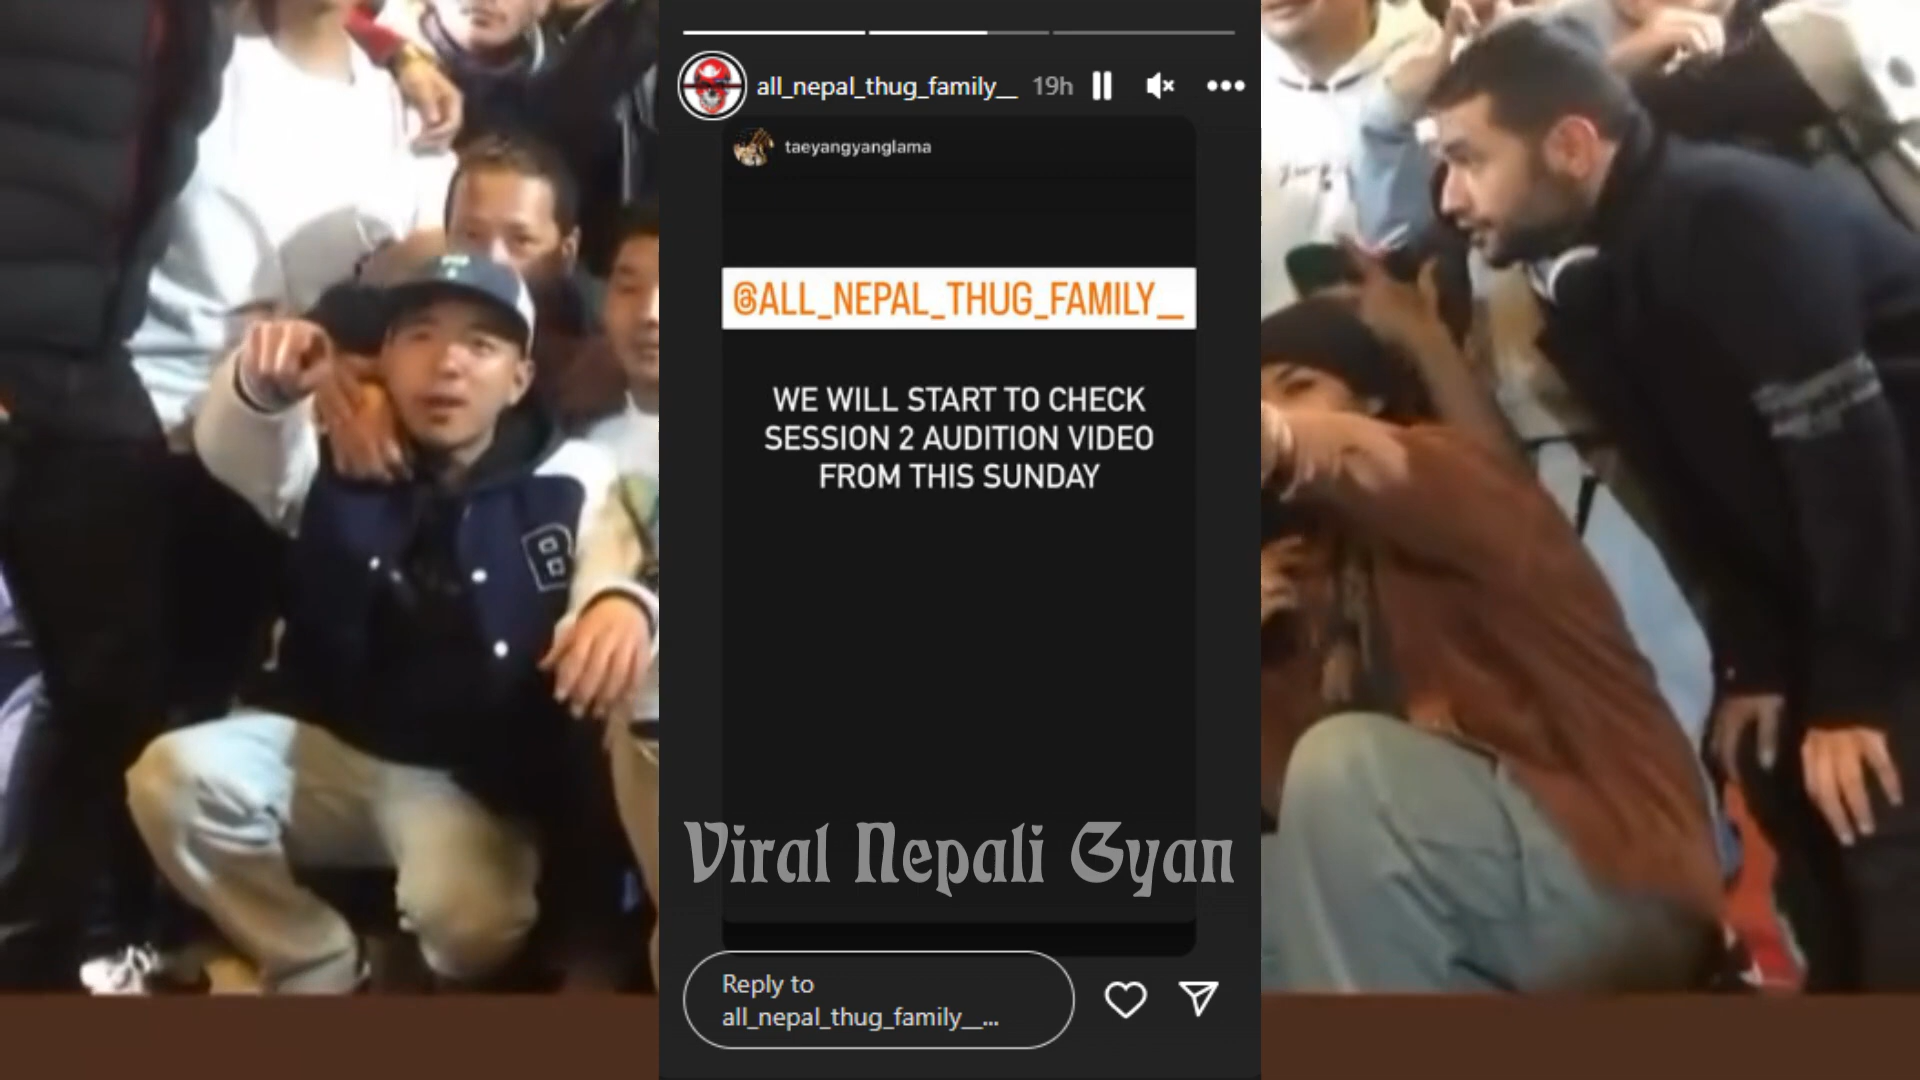 all_nepal_thug_family__ 19h
taeyangyanglama
@ALL_NEPAL_THUG_FAMILY__
WE WILL START TO CHECK
SESSION 2 AUDITION VIDEO
FROM THIS SUNDAY
Viral Nepali Gyan
Reply to
all_nepal_thug_family__...
B